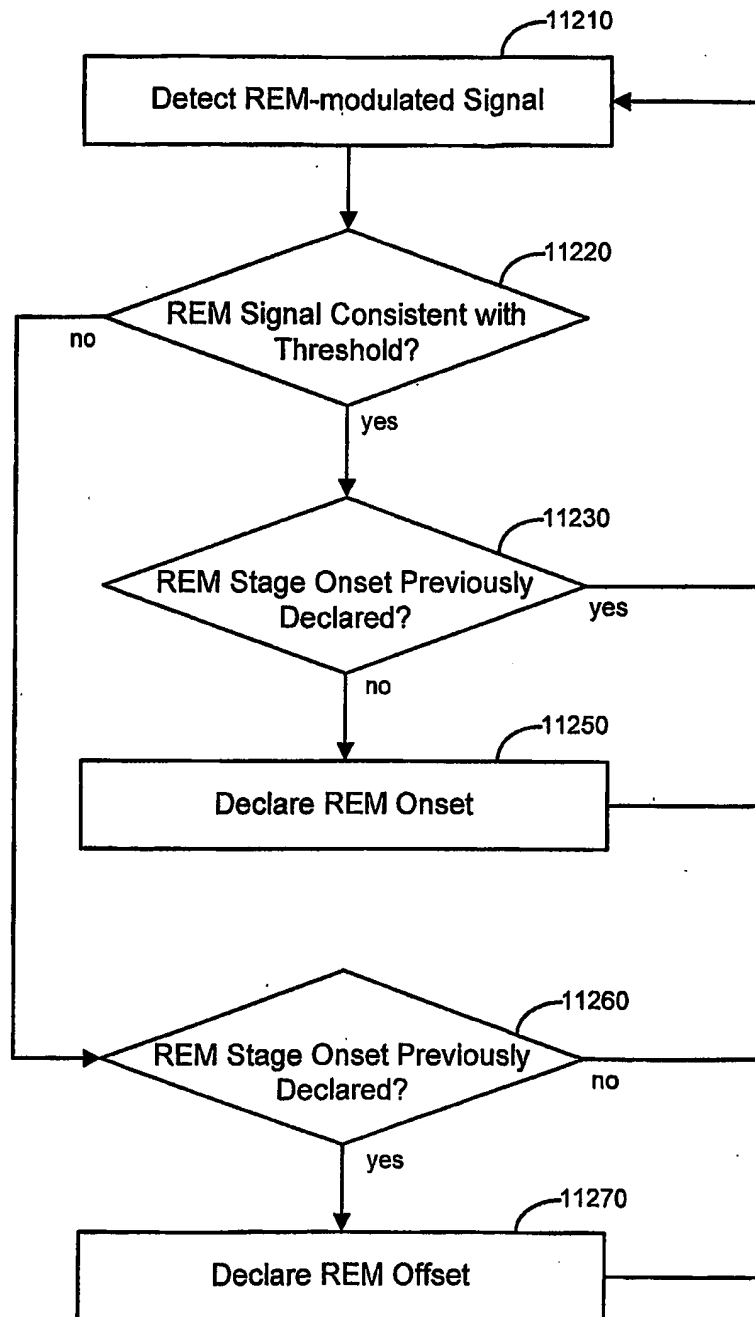 11210
Detect REM-modulated Signal
11220
REM Signal Consistent with
Threshold?
no
yes
11230
REM Stage Onset Previously
Declared?
yes
no
11250
Declare REM Onset
11260
REM Stage Onset Previously
Declared?
no
yes
11270
Declare REM Offset